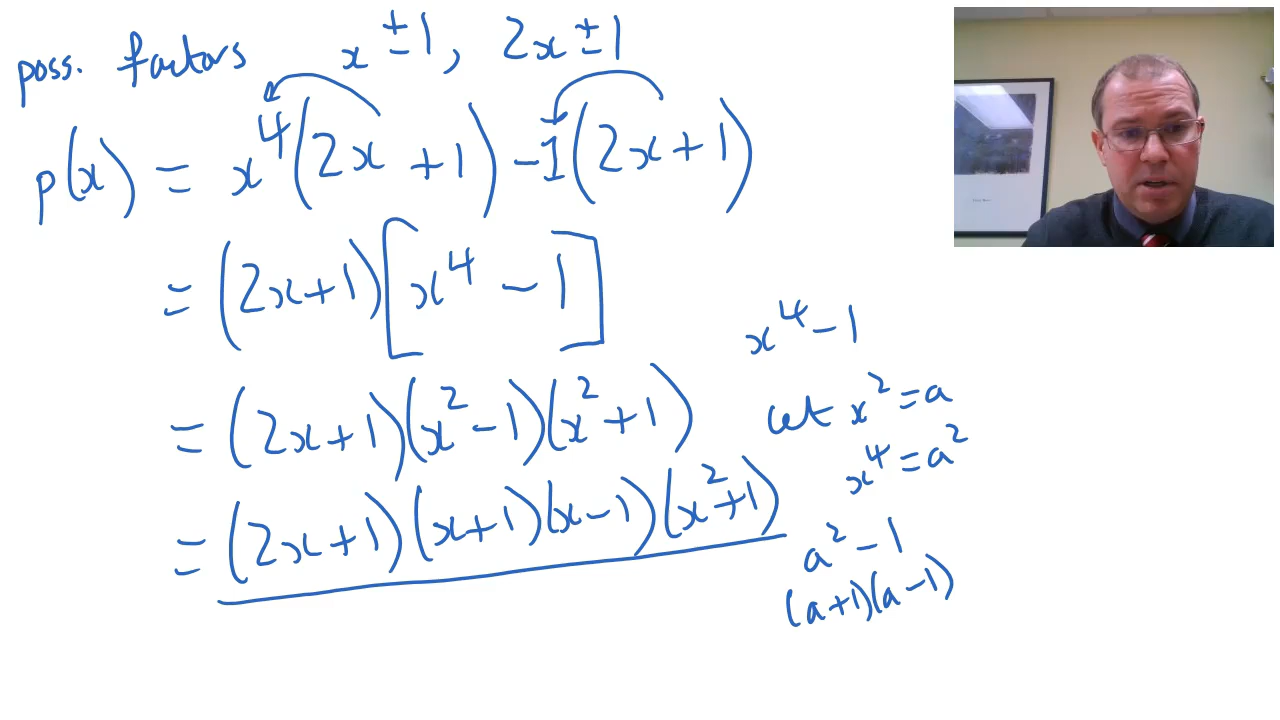 poss. factors x ± 1, 2x ± 1
p(x) = x⁴(2x + 1) - 1(2x + 1)
= (2x+1)[x⁴ - 1]
= (2x+1)(x² - 1)(x² + 1)
= (2x+1)(x+1)(x-1)(x²+1)
x⁴ - 1
let x² = a
x⁴ = a²
a² - 1
(a+1)(a-1)